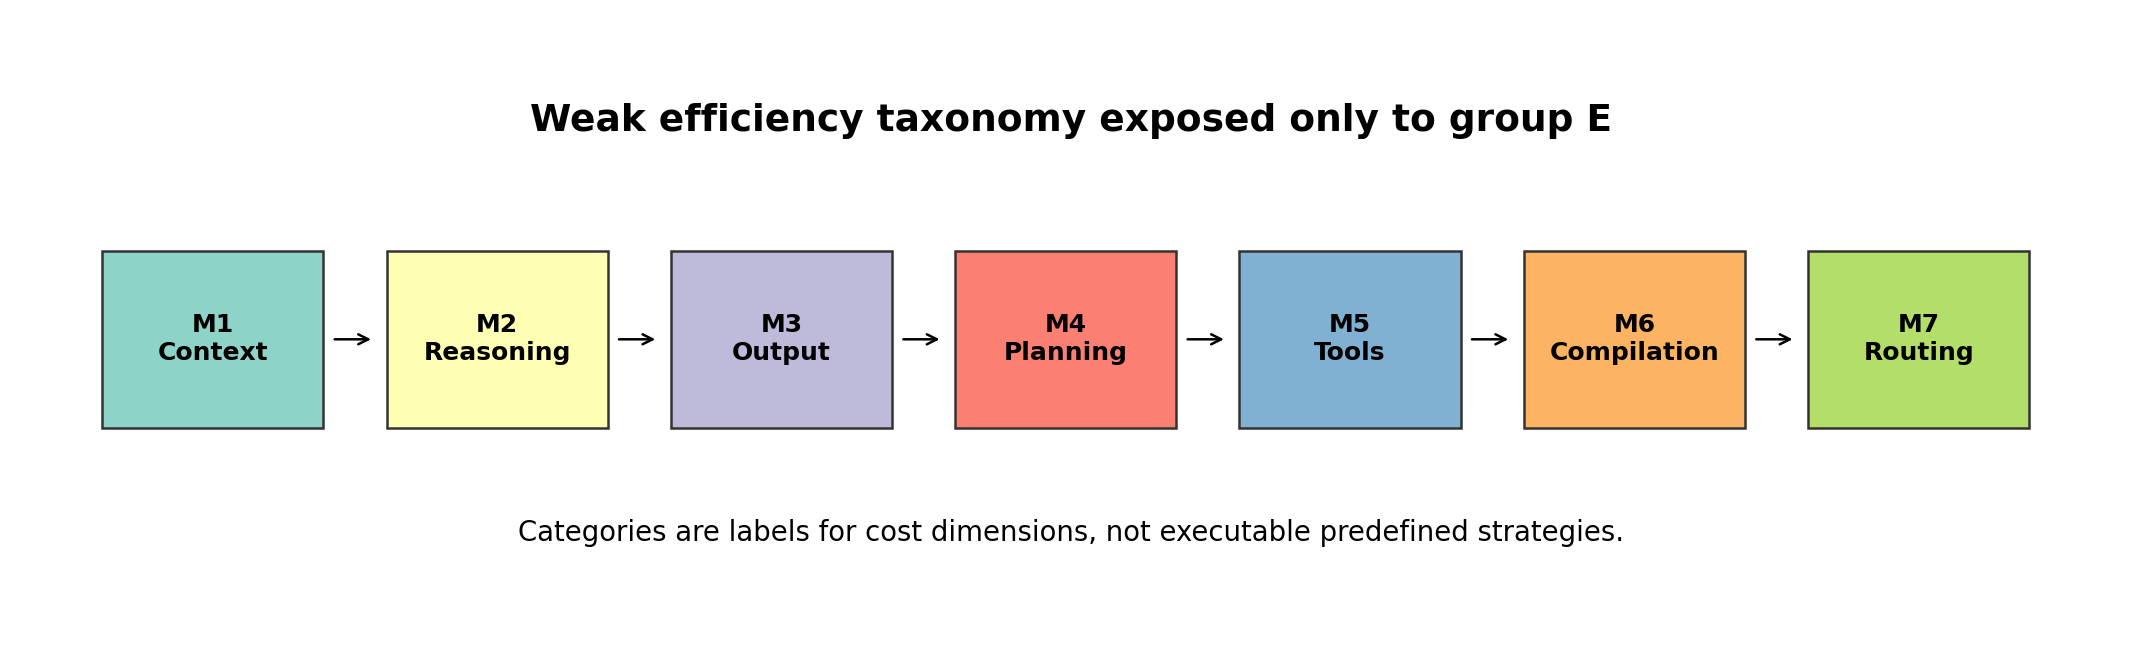 Weak efficiency taxonomy exposed only to group E
M1
Context
M2
Reasoning
M3
Output
M4
Planning
M5
Tools
M6
Compilation
M7
Routing
Categories are labels for cost dimensions, not executable predefined strategies.